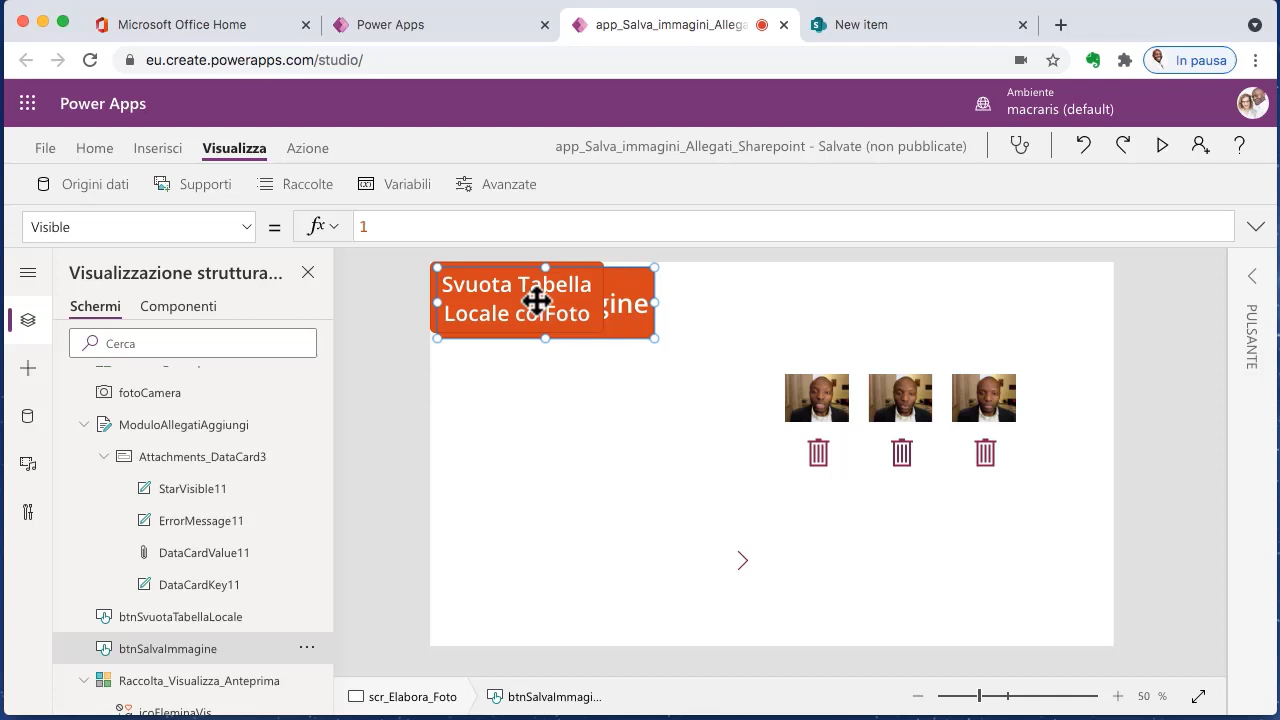 Microsoft Office Home
Power Apps
app_Salva_immagini_Allega
New item
eu.create.powerapps.com/studio/
In pausa
Power Apps
Ambiente
macraris (default)
File
Home
Inserisci
Visualizza
Azione
app_Salva_immagini_Allegati_Sharepoint - Salvate (non pubblicate)
Origini dati
Supporti
Raccolte
Variabili
Avanzate
Visible
=
fx
1
Visualizzazione struttura...
Schermi
Componenti
Cerca
fotoCamera
ModuloAllegatiAggiungi
Attachments_DataCard3
StarVisible11
ErrorMessage11
DataCardValue11
DataCardKey11
btnSvuotaTabellaLocale
btnSalvaImmagine
Raccolta_Visualizza_Anteprima
icoEleminaVis
Svuota Tabella
Locale colFoto
gine
PULSANTE
scr_Elabora_Foto
btnSalvaImmagi...
50 %